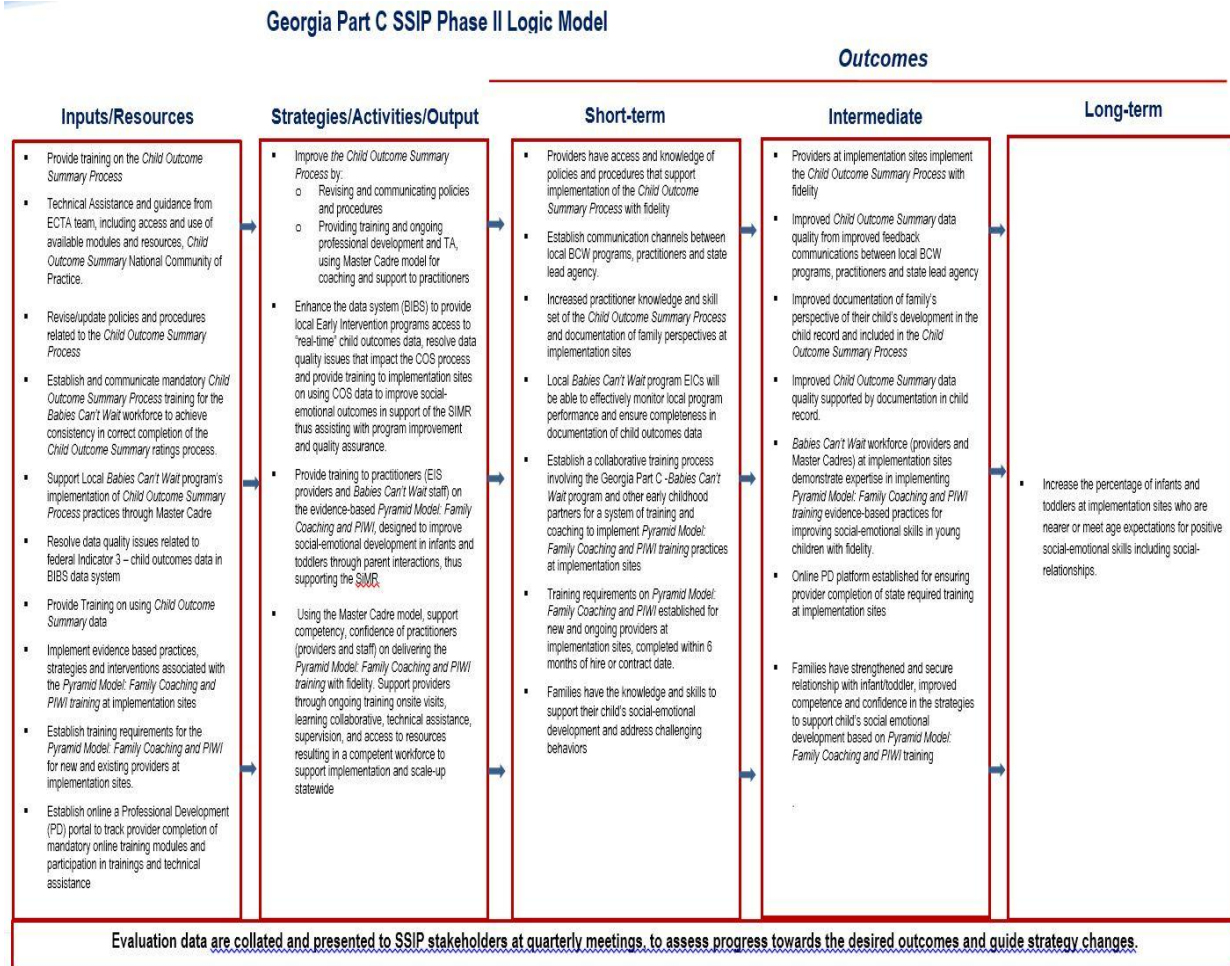 Georgia Part C SSIP Phase II Logic Model
Outcomes
Inputs/Resources
▪ Provide training on the Child Outcome
Summary Process
▪ Technical Assistance and guidance from
ECTA team, including access and use of
available modules and resources, Child
Outcome Summary National Community of
Practice.
▪ Revise/update policies and procedures
related to the Child Outcome Summary
Process
▪ Establish and communicate mandatory Child
Outcome Summary Process training for the
Babies Can't Wait workforce to achieve
consistency in correct completion of the
Child Outcome Summary ratings process.
▪ Support Local Babies Can't Wait program's
implementation of Child Outcome Summary
Process practices through Master Cadre
▪ Resolve data quality issues related to
federal Indicator 3 – child outcomes data in
BIBS data system
▪ Provide Training on using Child Outcome
Summary data
▪ Implement evidence based practices,
strategies and interventions associated with
the Pyramid Model: Family Coaching and
PIWI training at implementation sites
▪ Establish training requirements for the
Pyramid Model: Family Coaching and PIWI
for new and existing providers at
implementation sites.
▪ Establish online a Professional Development
(PD) portal to track provider completion of
mandatory online training modules and
participation in trainings and technical
assistance
Strategies/Activities/Output
▪ Improve the Child Outcome Summary
Process by:
o Revising and communicating policies
and procedures
o Providing training and ongoing
professional development and TA,
using Master Cadre model for
coaching and support to practitioners
▪ Enhance the data system (BIBS) to provide
local Early Intervention programs access to
"real-time" child outcomes data, resolve data
quality issues that impact the COS process
and provide training to implementation sites
on using COS data to improve social-
emotional outcomes in support of the SIMR
thus assisting with program improvement
and quality assurance.
▪ Provide training to practitioners (EIS
providers and Babies Can't Wait staff) on
the evidence-based Pyramid Model: Family
Coaching and PIWI, designed to improve
social-emotional development in infants and
toddlers through parent interactions, thus
supporting the SiMR
▪ Using the Master Cadre model, support
competency, confidence of practitioners
(providers and staff) on delivering the
Pyramid Model: Family Coaching and PIWI
training with fidelity. Support providers
through ongoing training onsite visits,
learning collaborative, technical assistance,
supervision, and access to resources
resulting in a competent workforce to
support implementation and scale-up
statewide
Short-term
▪ Providers have access and knowledge of
policies and procedures that support
implementation of the Child Outcome
Summary Process with fidelity
▪ Establish communication channels between
local BCW programs, practitioners and state
lead agency.
▪ Increased practitioner knowledge and skill
set of the Child Outcome Summary Process
and documentation of family perspectives at
implementation sites
▪ Local Babies Can't Wait program EICs will
be able to effectively monitor local program
performance and ensure completeness in
documentation of child outcomes data
▪ Establish a collaborative training process
involving the Georgia Part C -Babies Can't
Wait program and other early childhood
partners for a system of training and
coaching to implement Pyramid Model:
Family Coaching and PIWI training practices
at implementation sites
▪ Training requirements on Pyramid Model:
Family Coaching and PIWI established for
new and ongoing providers at
implementation sites, completed within 6
months of hire or contract date.
▪ Families have the knowledge and skills to
support their child's social-emotional
development and address challenging
behaviors
Intermediate
▪ Providers at implementation sites implement
the Child Outcome Summary Process with
fidelity
▪ Improved Child Outcome Summary data
quality from improved feedback
communications between local BCW
programs, practitioners and state lead agency
▪ Improved documentation of family's
perspective of their child's development in the
child record and included in the Child
Outcome Summary Process
▪ Improved Child Outcome Summary data
quality supported by documentation in child
record.
▪ Babies Can't Wait workforce (providers and
Master Cadres) at implementation sites
demonstrate expertise in implementing
Pyramid Model: Family Coaching and PIWI
training evidence-based practices for
improving social-emotional skills in young
children with fidelity.
▪ Online PD platform established for ensuring
provider completion of state required training
at implementation sites
▪ Families have strengthened and secure
relationship with infant/toddler, improved
competence and confidence in the strategies
to support child's social emotional
development based on Pyramid Model:
Family Coaching and PIWI training
.
Long-term
▪ Increase the percentage of infants and
toddlers at implementation sites who are
nearer or meet age expectations for positive
social-emotional skills including social-
relationships.
Evaluation data are collated and presented to SSIP stakeholders at quarterly meetings, to assess progress towards the desired outcomes and guide strategy changes.